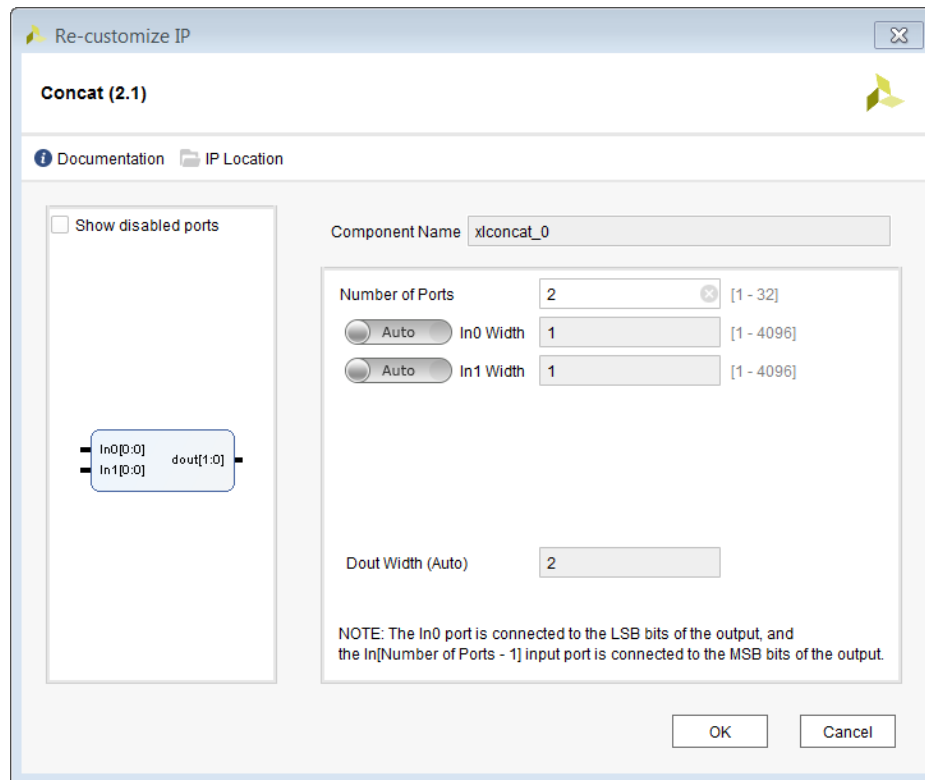 Re-customize IP
Concat (2.1)
Documentation IP Location
Show disabled ports
Component Name xlconcat_0
Number of Ports 2 [1 - 32]
Auto In0 Width 1 [1 - 4096]
Auto In1 Width 1 [1 - 4096]
In0[0:0]
In1[0:0]
dout[1:0]
Dout Width (Auto) 2
NOTE: The In0 port is connected to the LSB bits of the output, and
the In[Number of Ports - 1] input port is connected to the MSB bits of the output.
OK Cancel